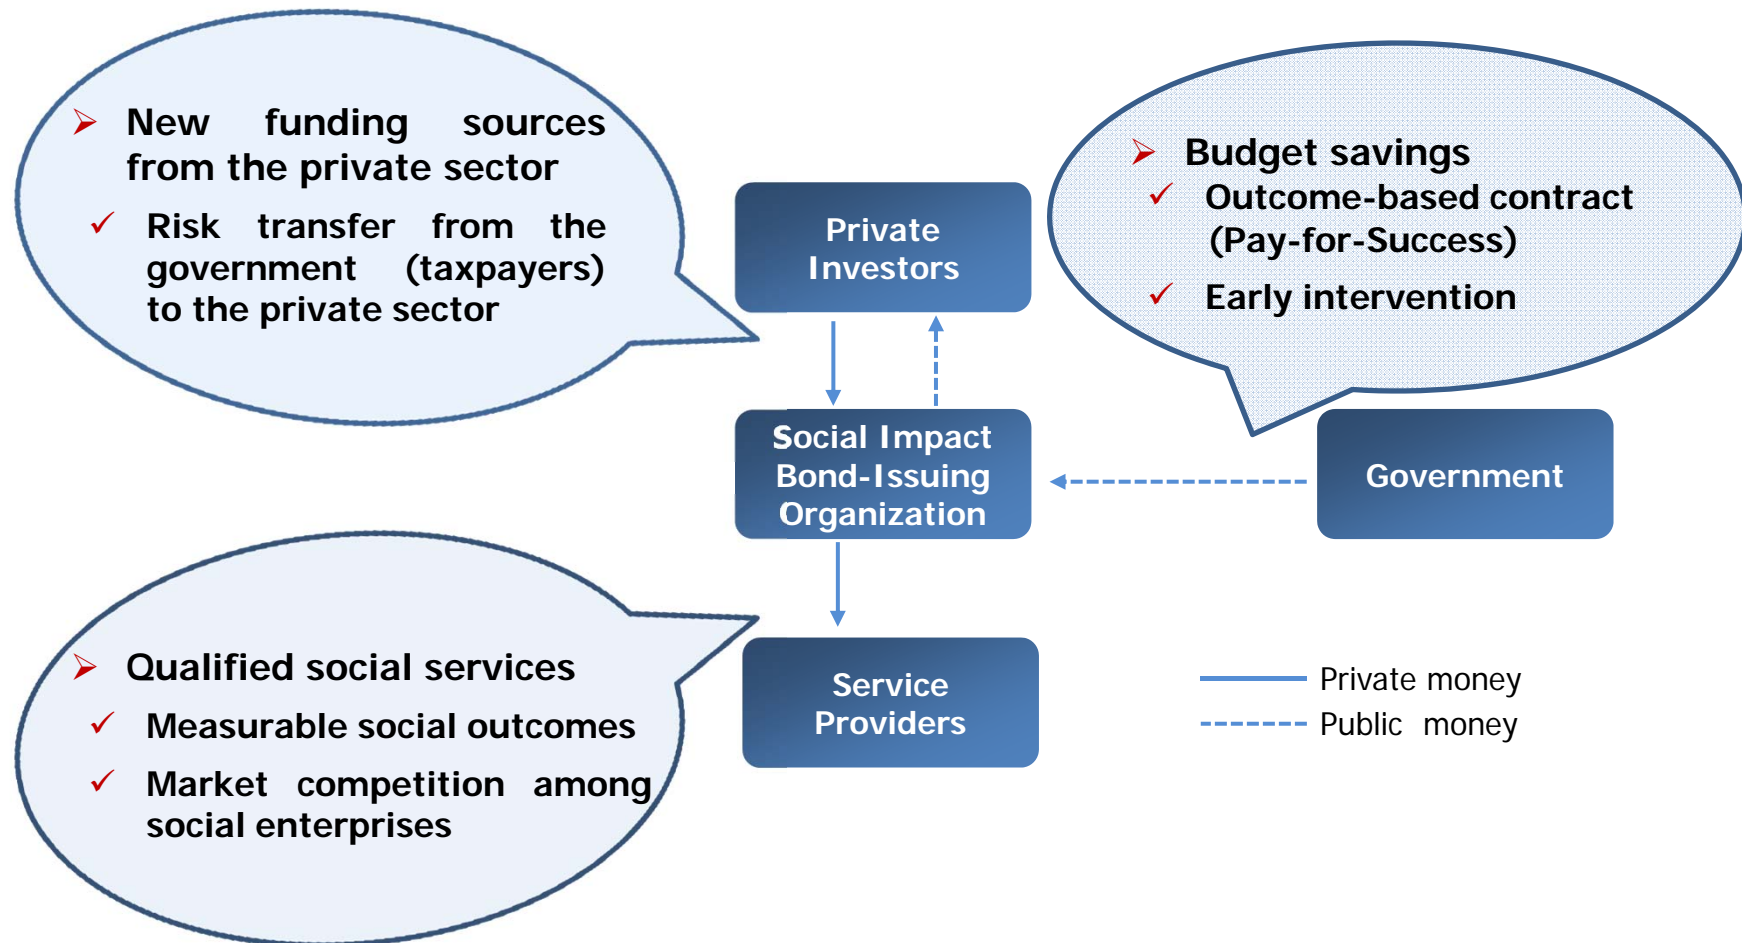 New funding sources
from the private sector
Risk transfer from the
government (taxpayers)
to the private sector
Budget savings
Outcome-based contract
(Pay-for-Success)
Early intervention
Private
Investors
Social Impact
Bond-Issuing
Organization
Government
Qualified social services
Measurable social outcomes
Market competition among
social enterprises
Service
Providers
Private money
Public money